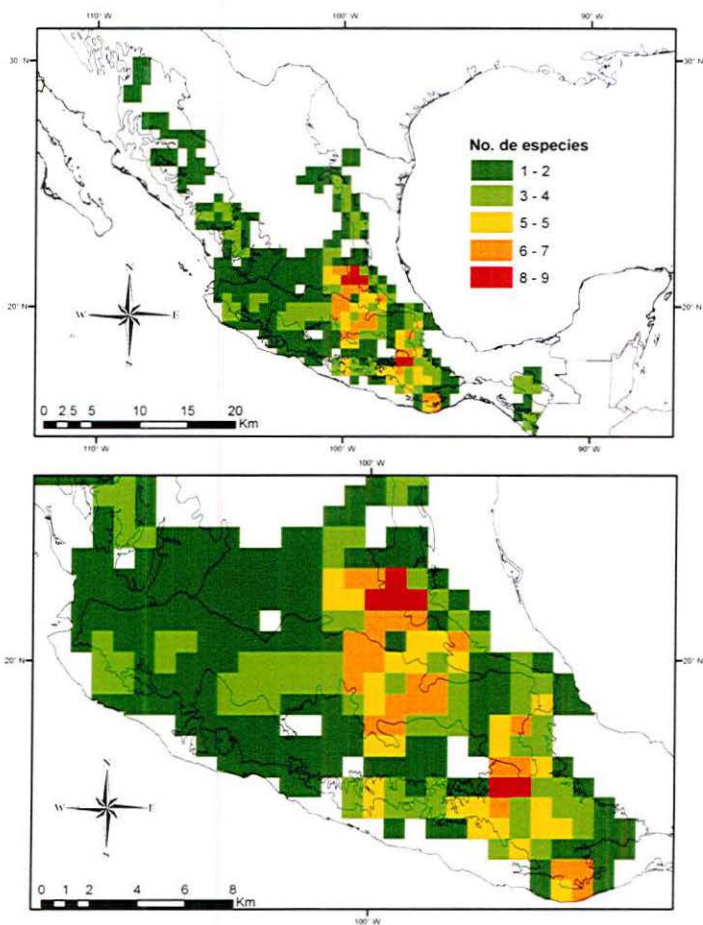 110° W 100° W 90° W
30° N 30° N
No. de especies
1 - 2
3 - 4
5 - 5
6 - 7
8 - 9
20° N 20° N
N
W E
S
0 2.5 5 10 15 20
Km
110° W 100° W 90° W
100° W
20° N 20° N
N
W E
S
0 1 2 4 6 8
Km
100° W